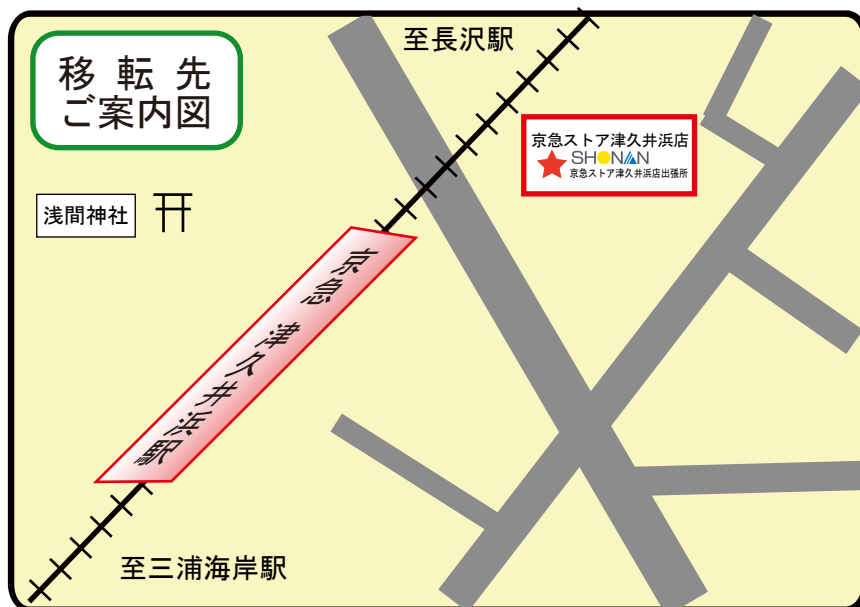 移転先
ご案内図
至長沢駅
京急ストア津久井浜店
SHONAN
京急ストア津久井浜店出張所
浅間神社
京急 津久井浜駅
至三浦海岸駅